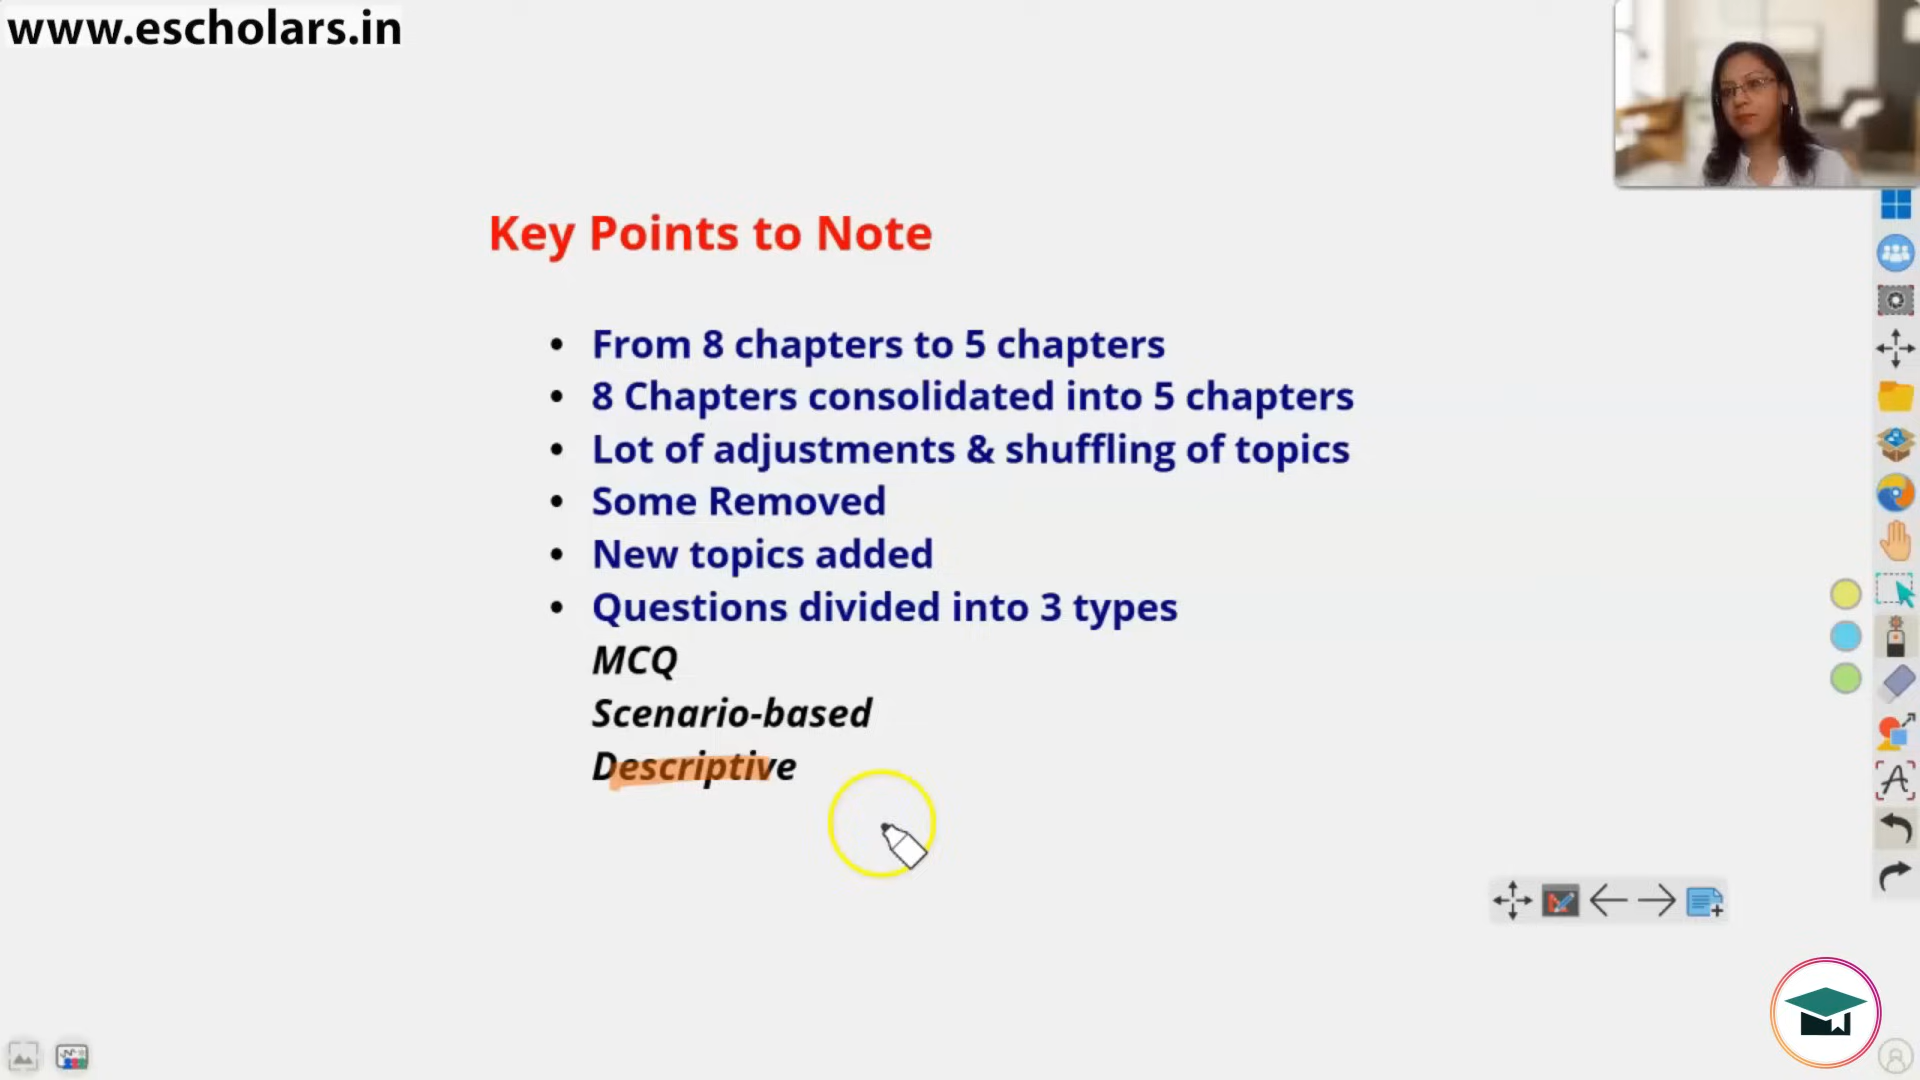 www.escholars.in
Key Points to Note
• From 8 chapters to 5 chapters
• 8 Chapters consolidated into 5 chapters
• Lot of adjustments & shuffling of topics
• Some Removed
• New topics added
• Questions divided into 3 types
MCQ
Scenario-based
Descriptive